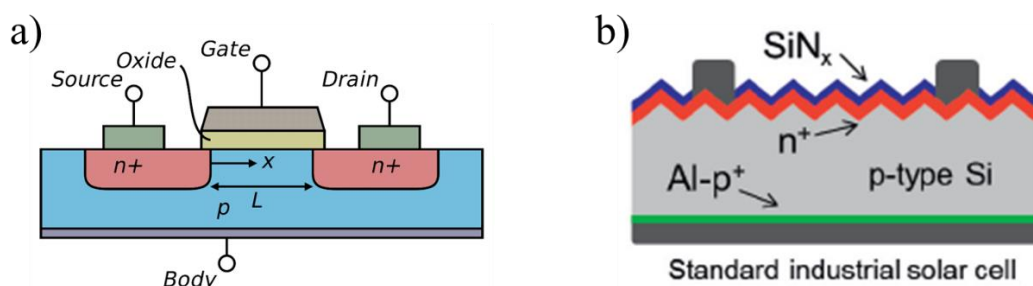 a)
Gate
Oxide
Source
Drain
n+
x
n+
L
p
Body
b)
SiNₓ
n⁺
Al-p⁺
p-type Si
Standard industrial solar cell